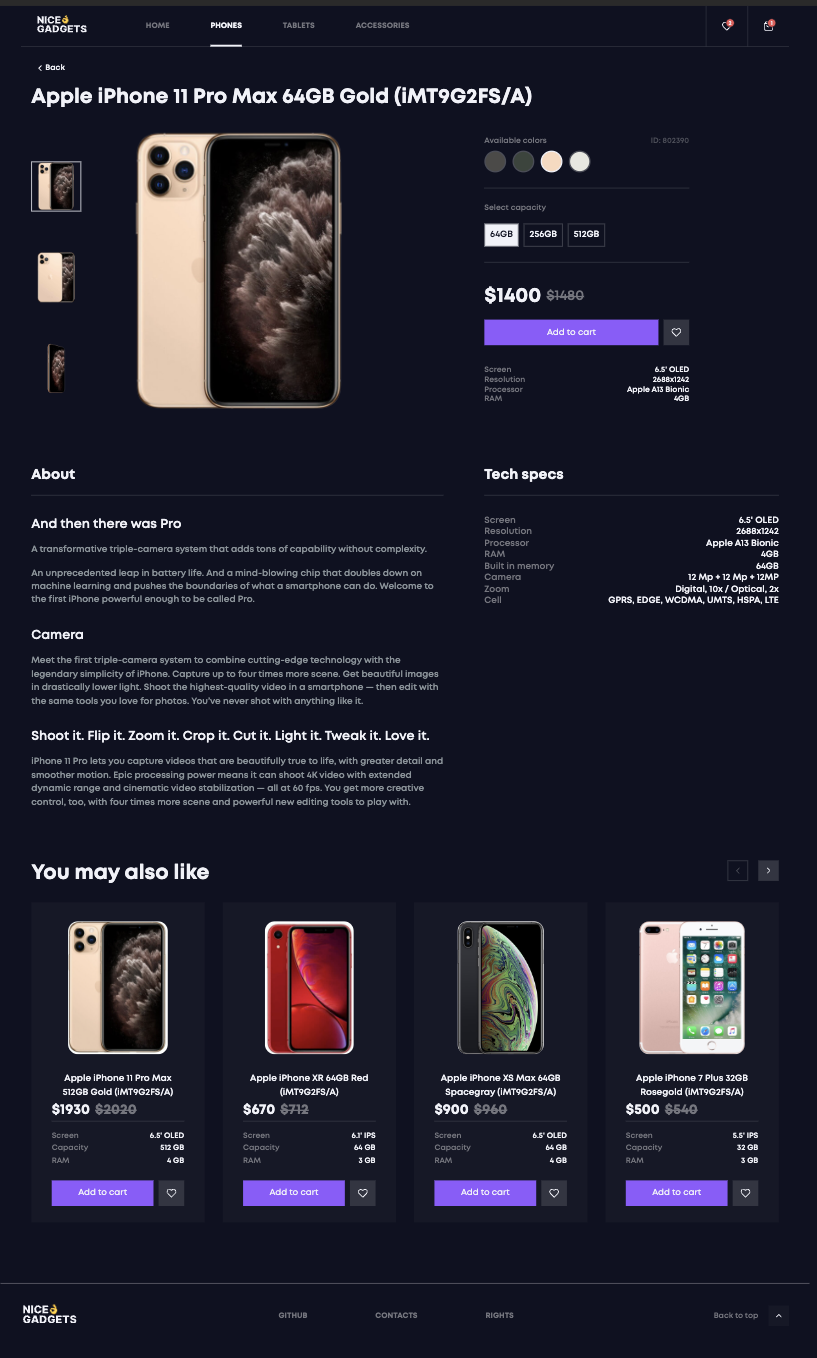 NICE👌
GADGETS
HOME
PHONES
TABLETS
ACCESSORIES
2
1
Back
Apple iPhone 11 Pro Max 64GB Gold (iMT9G2FS/A)
Available colors
ID: 802390
Select capacity
64GB
256GB
512GB
$1400 $1480
Add to cart
Screen 6.5' OLED
Resolution 2688x1242
Processor Apple A13 Bionic
RAM 4GB
About
And then there was Pro
A transformative triple-camera system that adds tons of capability without complexity.
An unprecedented leap in battery life. And a mind-blowing chip that doubles down on
machine learning and pushes the boundaries of what a smartphone can do. Welcome to
the first iPhone powerful enough to be called Pro.
Camera
Meet the first triple-camera system to combine cutting-edge technology with the
legendary simplicity of iPhone. Capture up to four times more scene. Get beautiful images
in drastically lower light. Shoot the highest-quality video in a smartphone — then edit with
the same tools you love for photos. You've never shot with anything like it.
Shoot it. Flip it. Zoom it. Crop it. Cut it. Light it. Tweak it. Love it.
iPhone 11 Pro lets you capture videos that are beautifully true to life, with greater detail and
smoother motion. Epic processing power means it can shoot 4K video with extended
dynamic range and cinematic video stabilization — all at 60 fps. You get more creative
control, too, with four times more scene and powerful new editing tools to play with.
Tech specs
Screen 6.5' OLED
Resolution 2688x1242
Processor Apple A13 Bionic
RAM 4GB
Built in memory 64GB
Camera 12 Mp + 12 Mp + 12MP
Zoom Digital, 10x / Optical, 2x
Cell GPRS, EDGE, WCDMA, UMTS, HSPA, LTE
You may also like
Apple iPhone 11 Pro Max
512GB Gold (iMT9G2FS/A)
$1930 $2020
Screen 6.5' OLED
Capacity 512 GB
RAM 4 GB
Add to cart
Apple iPhone XR 64GB Red
(iMT9G2FS/A)
$670 $712
Screen 6.1' IPS
Capacity 64 GB
RAM 3 GB
Add to cart
Apple iPhone XS Max 64GB
Spacegray (iMT9G2FS/A)
$900 $960
Screen 6.5' OLED
Capacity 64 GB
RAM 4 GB
Add to cart
Apple iPhone 7 Plus 32GB
Rosegold (iMT9G2FS/A)
$500 $540
Screen 5.5' IPS
Capacity 32 GB
RAM 3 GB
Add to cart
NICE👌
GADGETS
GITHUB
CONTACTS
RIGHTS
Back to top